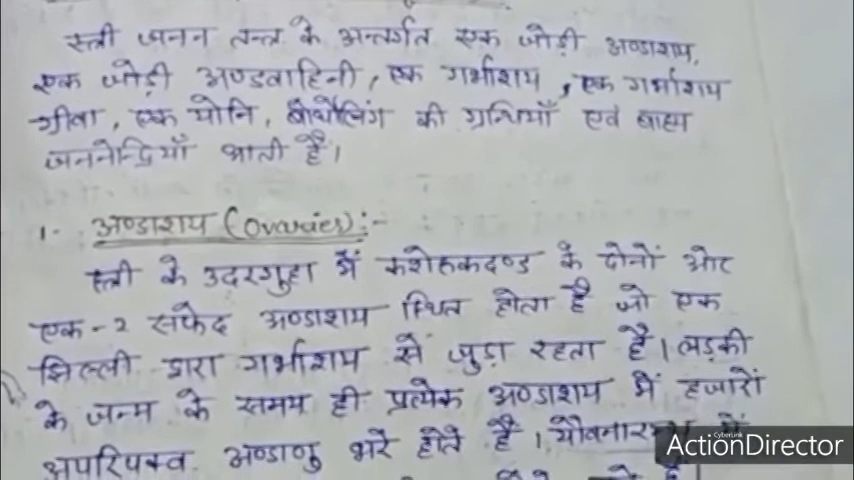 स्त्री जनन तन्त्र के अन्तर्गत एक जोड़ी अण्डाशय,
एक जोड़ी अण्डवाहिनी, एक गर्भाशय, एक गर्भाशय
ग्रीवा, एक योनि, बार्थोलिंग की ग्रन्थियाँ एवं बाह्य
जननेन्द्रियाँ आती हैं।
1- अण्डाशय (Ovaries):-
स्त्री के उदरगुहा में कशेरूकदण्ड के दोनों ओर
एक-२ सफेद अण्डाशय स्थित होता है जो एक
झिल्ली द्वारा गर्भाशय से जुड़ा रहता है। लड़की
के जन्म के समय ही प्रत्येक अण्डाशय में हजारों
अपरिपक्व अण्डाणु भरे होते हैं।
CyberLink
ActionDirector